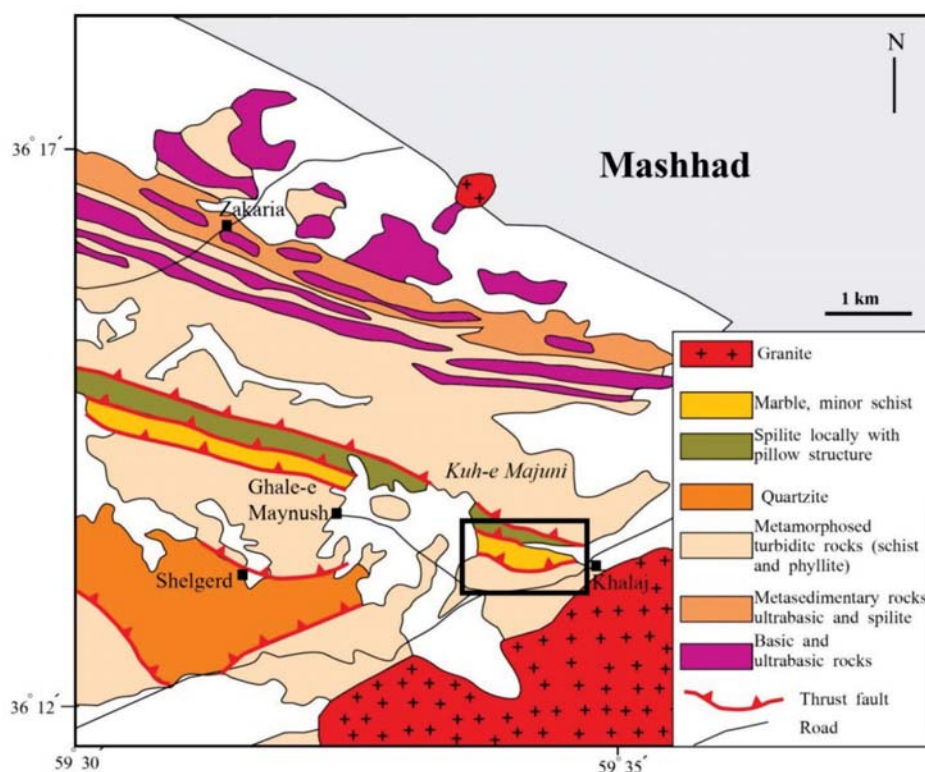 N
36° 17´
Mashhad
Zakaria
1 km
Granite
Marble, minor schist
Spilite locally with
pillow structure
Kuh-e Majuni
Ghale-e
Maynush
Quartzite
Metamorphosed
turbiditc rocks (schist
and phyllite)
Shelgerd
Khalaj
Metasedimentary rocks
ultrabasic and spilite
Basic and
ultrabasic rocks
36° 12´
Thrust fault
Road
59° 30´
59° 35´